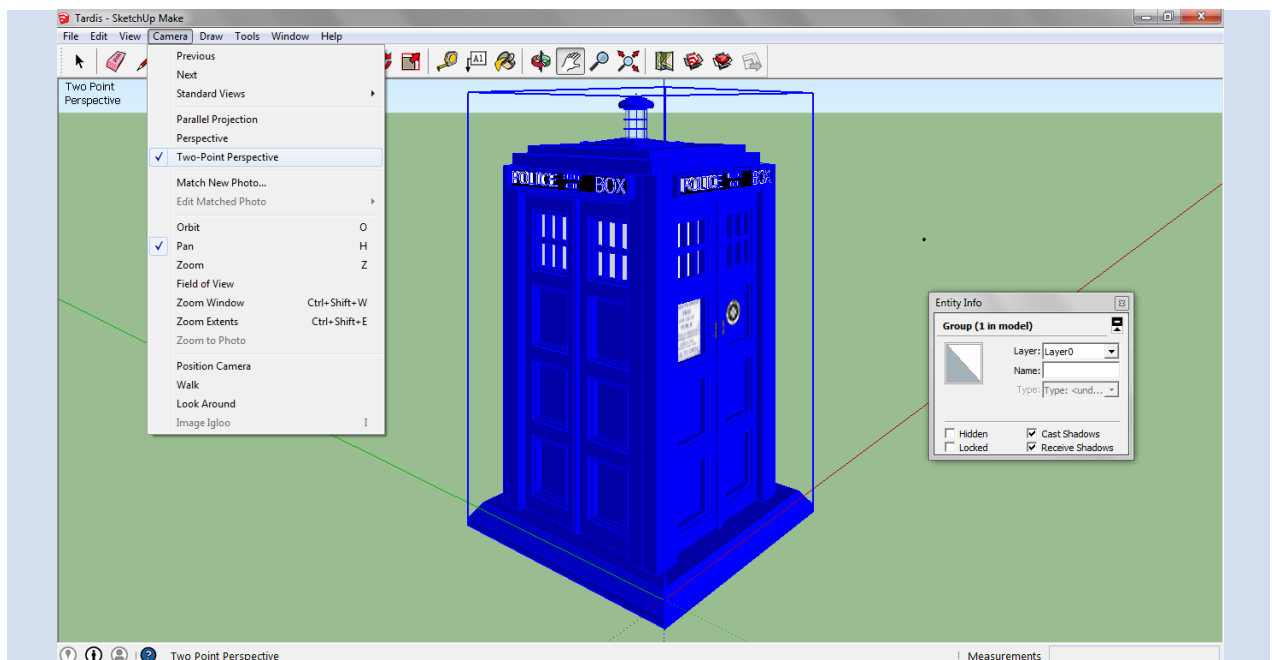 Tardis - SketchUp Make
File Edit View Camera Draw Tools Window Help
A1
Two Point
Perspective
Previous
Next
Standard Views
Parallel Projection
Perspective
Two-Point Perspective
Match New Photo...
Edit Matched Photo
Orbit O
Pan H
Zoom Z
Field of View
Zoom Window Ctrl+Shift+W
Zoom Extents Ctrl+Shift+E
Zoom to Photo
Position Camera
Walk
Look Around
Image Igloo I
POLICE BOX
POLICE BOX
Entity Info
Group (1 in model)
Layer: Layer0
Name:
Type: Type: <und...
Hidden Cast Shadows
Locked Receive Shadows
Two Point Perspective Measurements